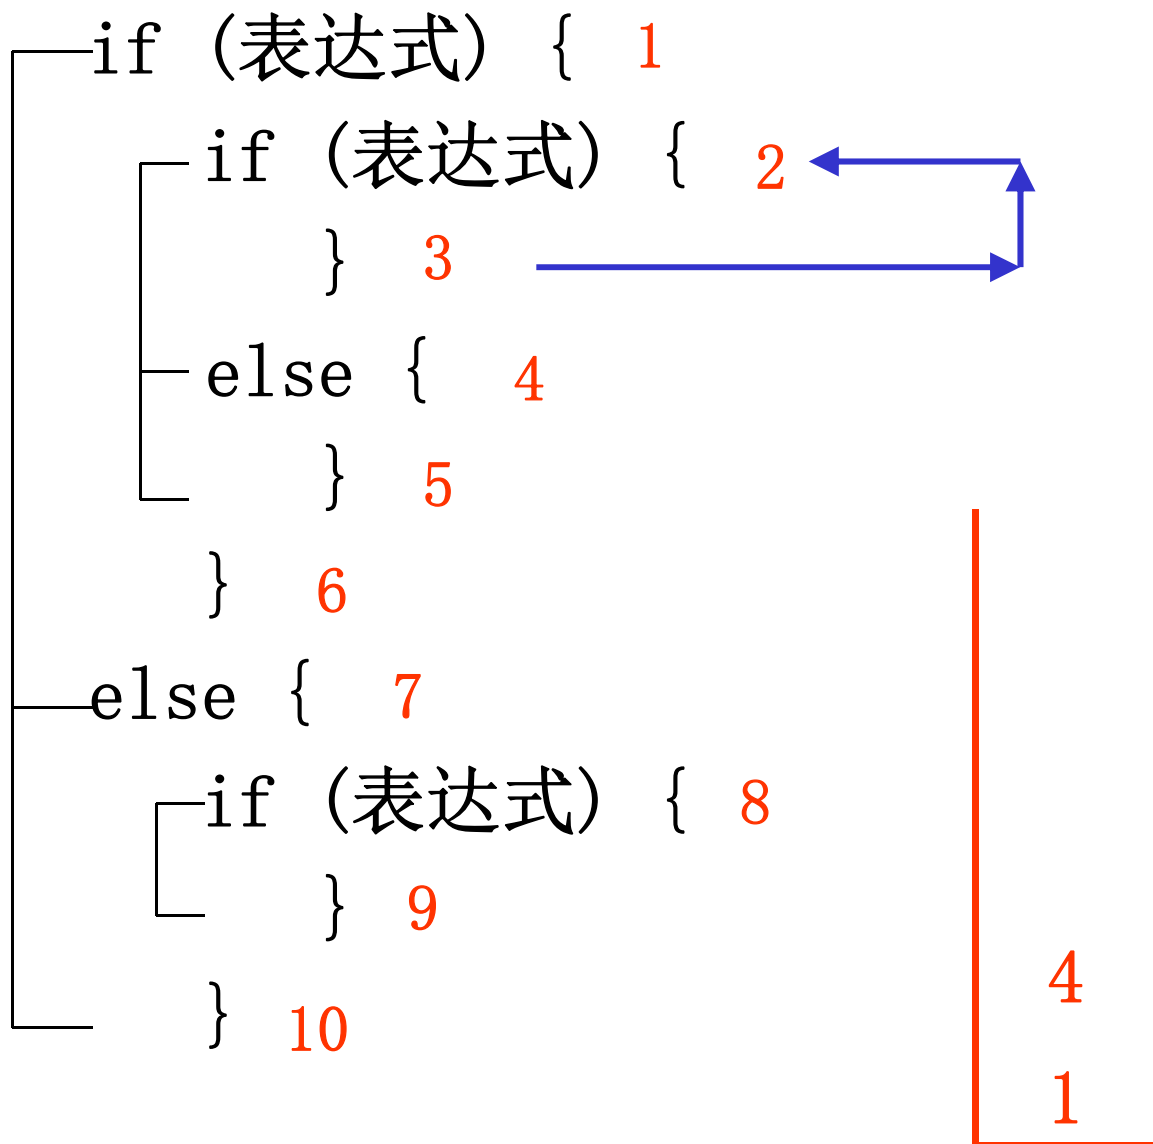 if (表达式) { 1
if (表达式) { 2
} 3
else { 4
} 5
} 6
else { 7
if (表达式) { 8
} 9
} 10
4
1